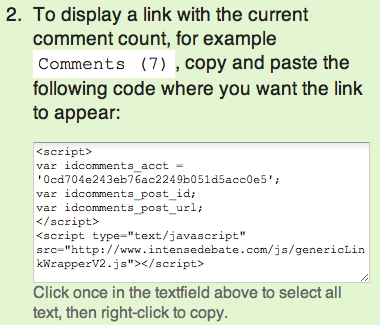 2. To display a link with the current
comment count, for example
Comments (7) , copy and paste the
following code where you want the link
to appear:
<script>
var idcomments_acct =
'0cd704e243eb76ac2249b051d5acc0e5';
var idcomments_post_id;
var idcomments_post_url;
</script>
<script type="text/javascript"
src="http://www.intensedebate.com/js/genericLin
kWrapperV2.js"></script>
Click once in the textfield above to select all
text, then right-click to copy.